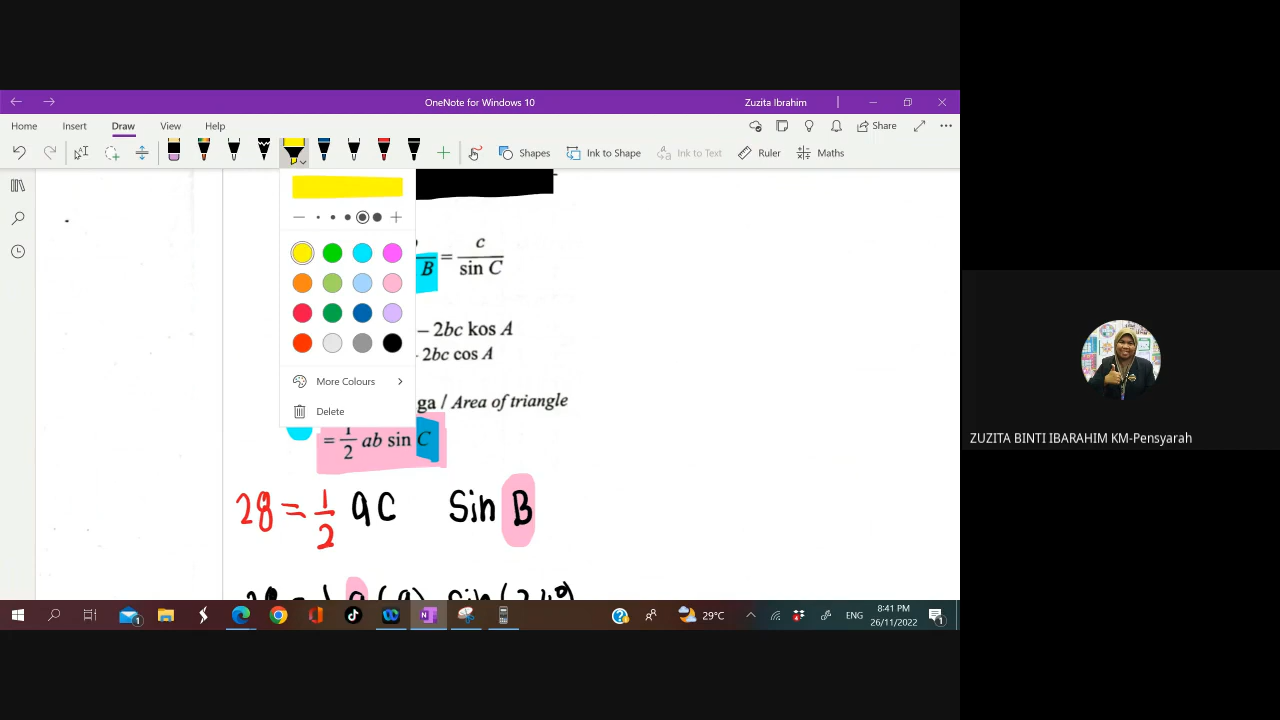 OneNote for Windows 10
Zuzita Ibrahim
Home Insert Draw View Help
Share
Shapes Ink to Shape Ink to Text Ruler Maths
B = c / sin C
– 2bc kos A
2bc cos A
More Colours
Delete
ga / Area of triangle
= 1/2 ab sin C
28 = 1/2 ac Sin B
ZUZITA BINTI IBARAHIM KM-Pensyarah
29°C
ENG
8:41 PM
26/11/2022